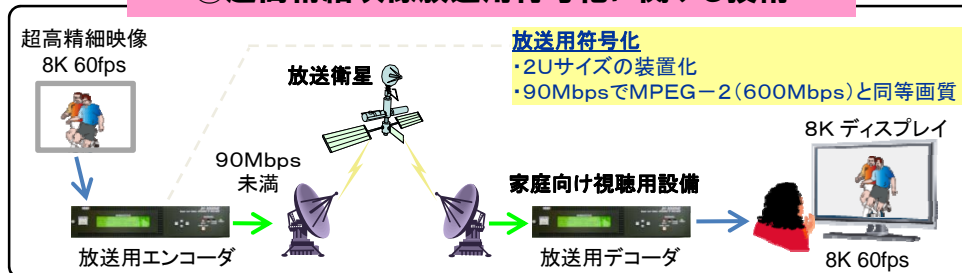 超高精細映像
8K 60fps
放送衛星
放送用符号化
・2Uサイズの装置化
・90MbpsでMPEG－2(600Mbps)と同等画質
8K ディスプレイ
90Mbps
未満
家庭向け視聴用設備
放送用エンコーダ
放送用デコーダ
8K 60fps